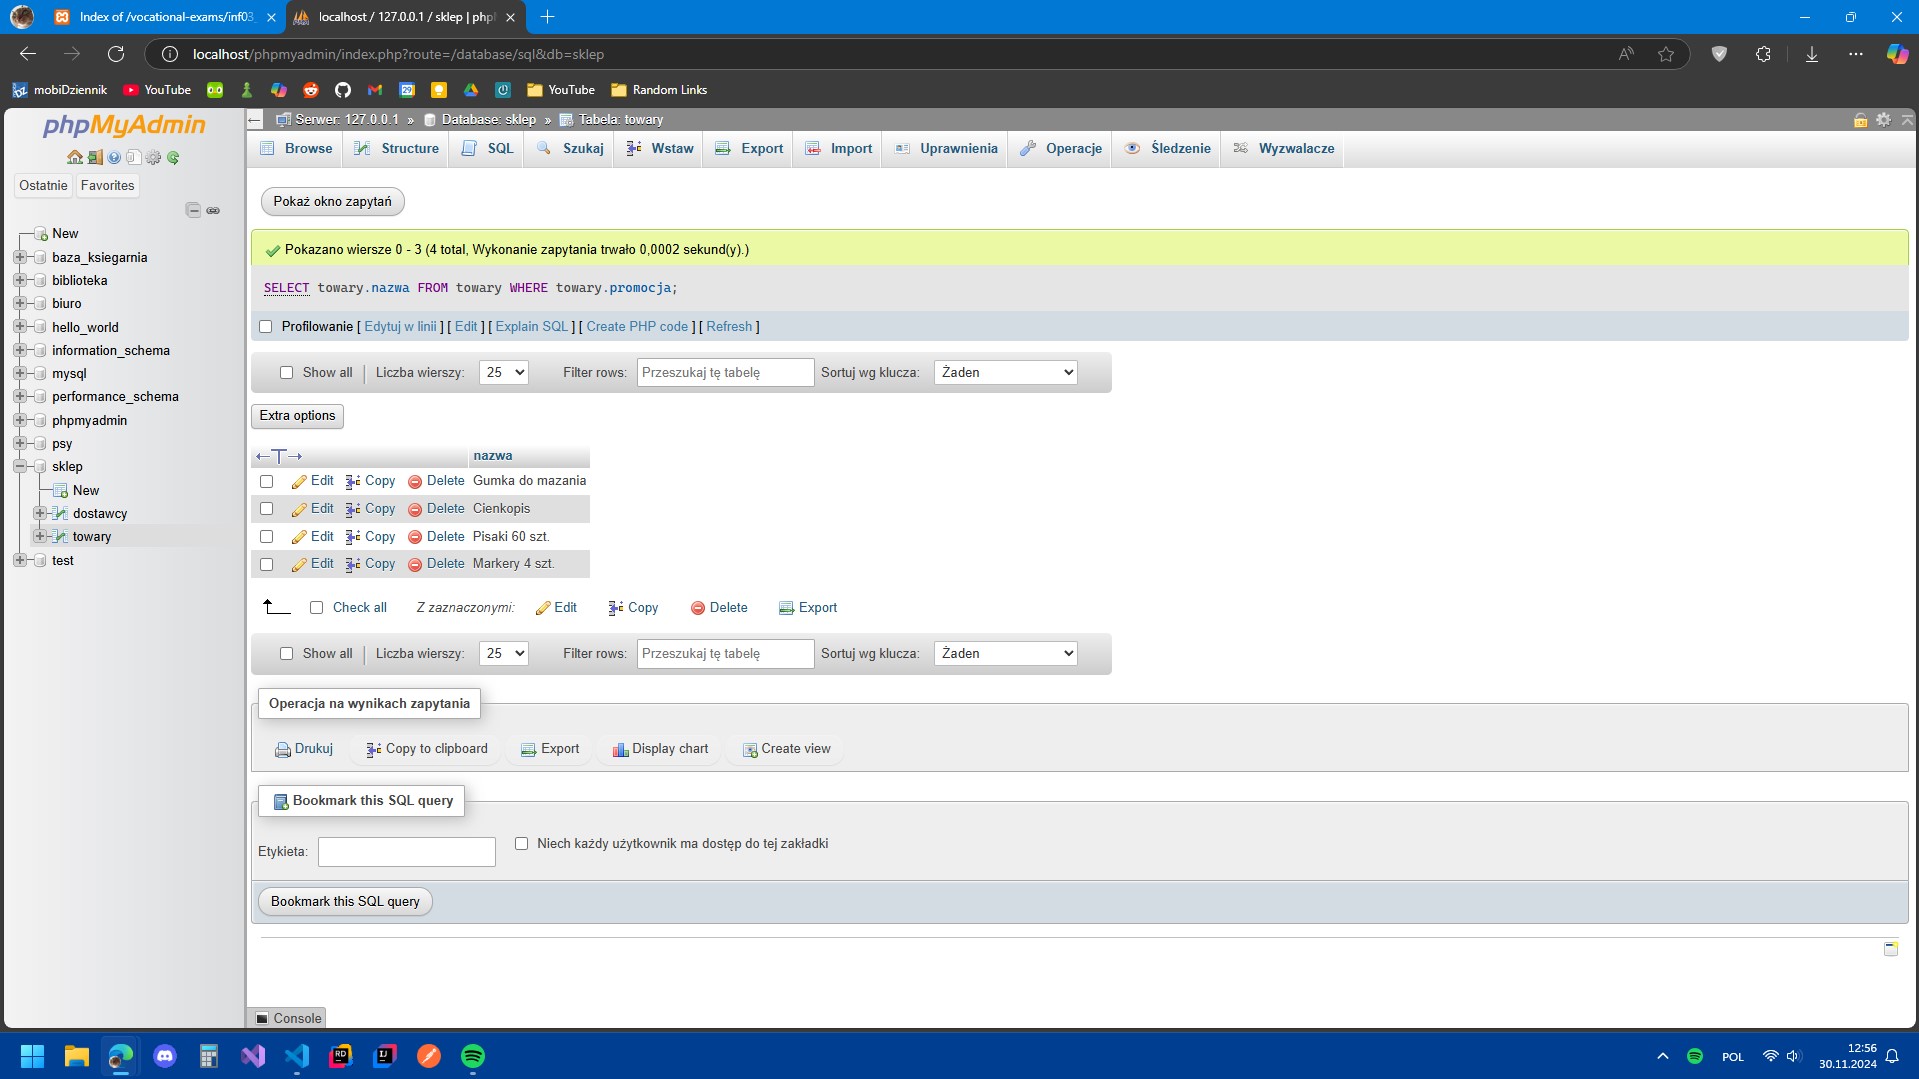 Index of /vocational-exams/inf03_
localhost / 127.0.0.1 / sklep | php
localhost/phpmyadmin/index.php?route=/database/sql&db=sklep
mobiDziennik
YouTube
YouTube
Random Links
phpMyAdmin
Ostatnie
Favorites
New
baza_ksiegarnia
biblioteka
biuro
hello_world
information_schema
mysql
performance_schema
phpmyadmin
psy
sklep
New
dostawcy
towary
test
Serwer: 127.0.0.1 » Database: sklep » Tabela: towary
Browse Structure SQL Szukaj Wstaw Export Import Uprawnienia Operacje Śledzenie Wyzwalacze
Pokaż okno zapytań
Pokazano wiersze 0 - 3 (4 total, Wykonanie zapytania trwało 0,0002 sekund(y).)
SELECT towary.nazwa FROM towary WHERE towary.promocja;
Profilowanie [ Edytuj w linii ] [ Edit ] [ Explain SQL ] [ Create PHP code ] [ Refresh ]
Show all | Liczba wierszy: 25 Filter rows: Przeszukaj tę tabelę Sortuj wg klucza: Żaden
Extra options
←T→ nazwa
Edit Copy Delete Gumka do mazania
Edit Copy Delete Cienkopis
Edit Copy Delete Pisaki 60 szt.
Edit Copy Delete Markery 4 szt.
Check all Z zaznaczonymi: Edit Copy Delete Export
Show all | Liczba wierszy: 25 Filter rows: Przeszukaj tę tabelę Sortuj wg klucza: Żaden
Operacja na wynikach zapytania
Drukuj Copy to clipboard Export Display chart Create view
Bookmark this SQL query
Etykieta: Niech każdy użytkownik ma dostęp do tej zakładki
Bookmark this SQL query
Console
POL
12:56
30.11.2024